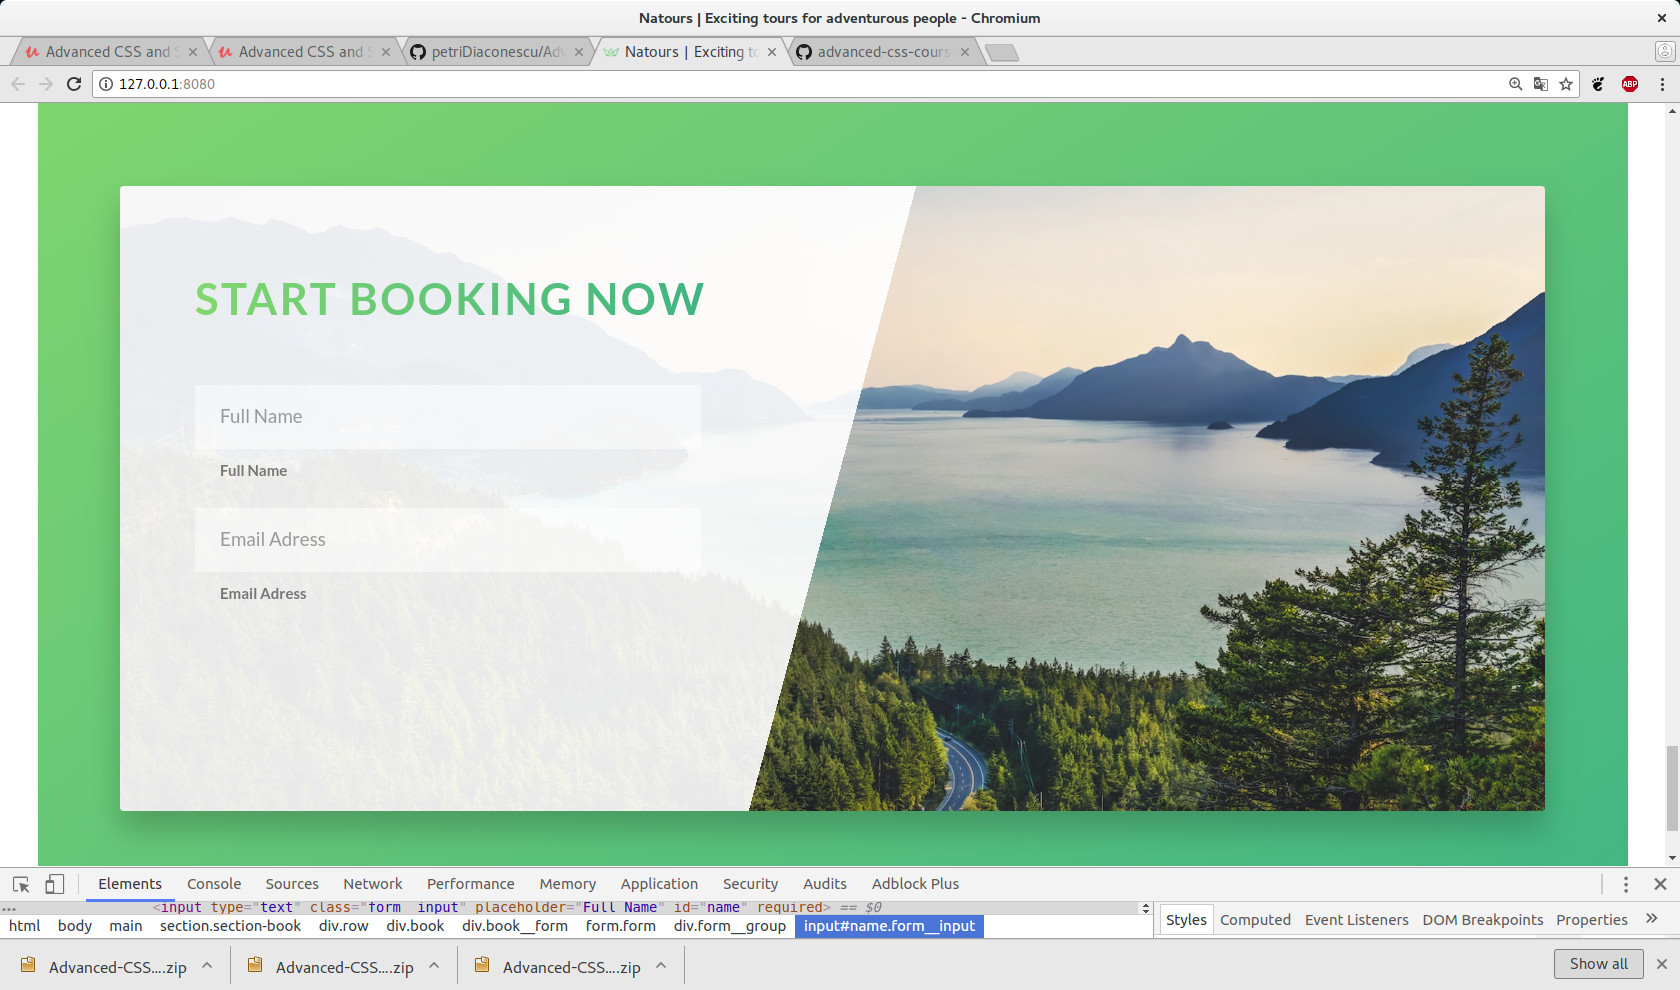 Natours | Exciting tours for adventurous people - Chromium
Advanced CSS and S
Advanced CSS and S
petriDiaconescu/Adv
Natours | Exciting to
advanced-css-cours
127.0.0.1:8080
ABP
START BOOKING NOW
Full Name
Full Name
Email Adress
Email Adress
Elements Console Sources Network Performance Memory Application Security Audits Adblock Plus
... <input type="text" class="form__input" placeholder="Full Name" id="name" required> == $0
html body main section.section-book div.row div.book div.book__form form.form div.form__group input#name.form__input
Styles Computed Event Listeners DOM Breakpoints Properties »
Advanced-CSS....zip
Advanced-CSS....zip
Advanced-CSS....zip
Show all